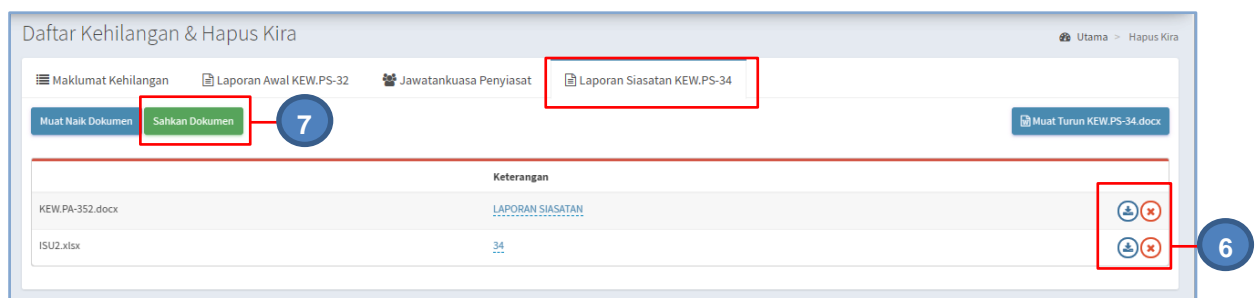 Daftar Kehilangan & Hapus Kira
Utama > Hapus Kira
Maklumat Kehilangan Laporan Awal KEW.PS-32 Jawatankuasa Penyiasat Laporan Siasatan KEW.PS-34
Muat Naik Dokumen Sahkan Dokumen 7 Muat Turun KEW.PS-34.docx
Keterangan
KEW.PA-352.docx LAPORAN SIASATAN
ISU2.xlsx 34
6